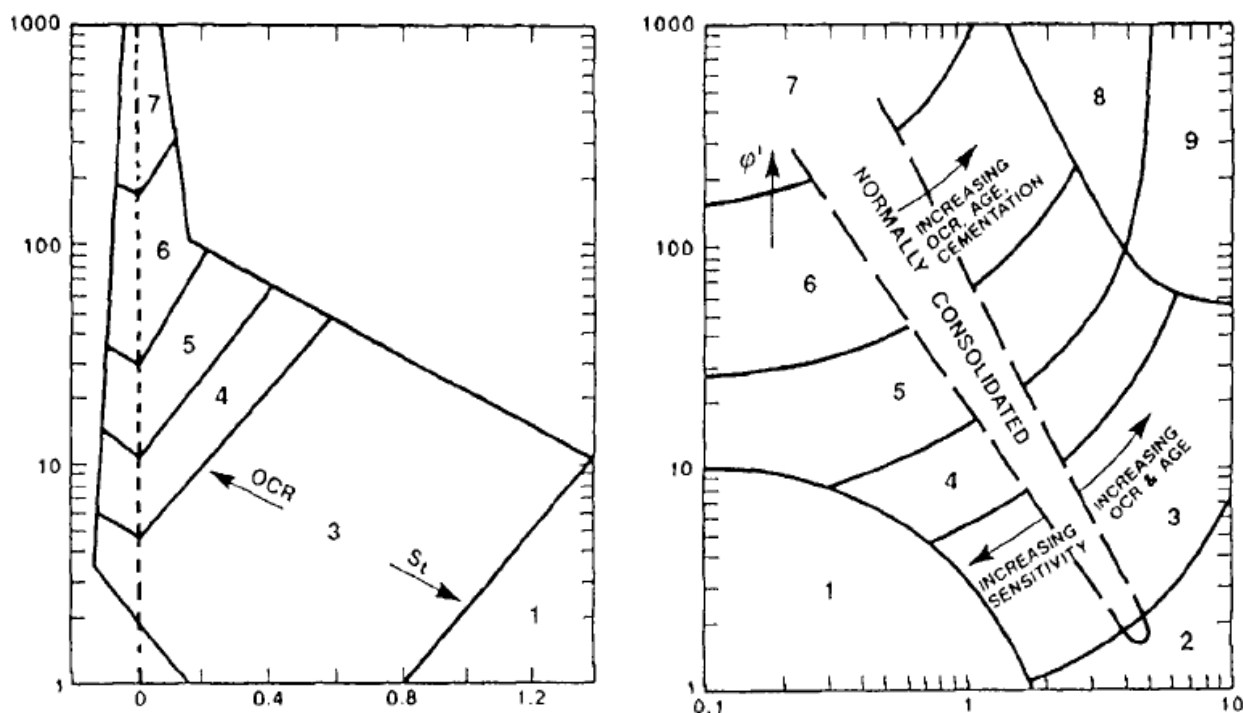 1000
100
10
1
0
0.4
0.8
1.2
7
6
5
4
3
1
OCR
St
1000
100
10
1
0.1
1
10
7
8
9
φ'
6
5
4
3
1
2
NORMALLY CONSOLIDATED
INCREASING
OCR, AGE,
CEMENTATION
INCREASING
OCR & AGE
INCREASING
SENSITIVITY